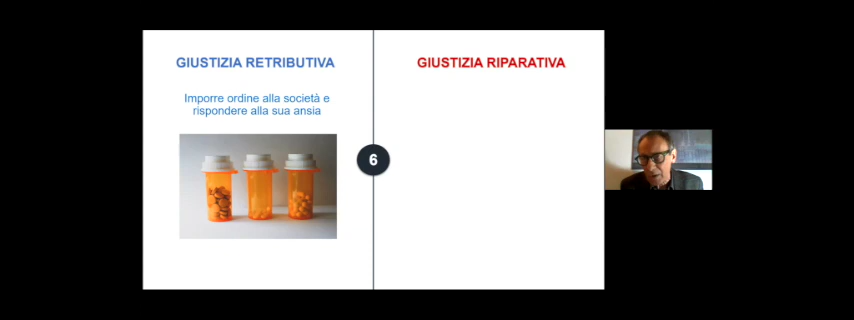 GIUSTIZIA RETRIBUTIVA
GIUSTIZIA RIPARATIVA
Imporre ordine alla società e
rispondere alla sua ansia
6